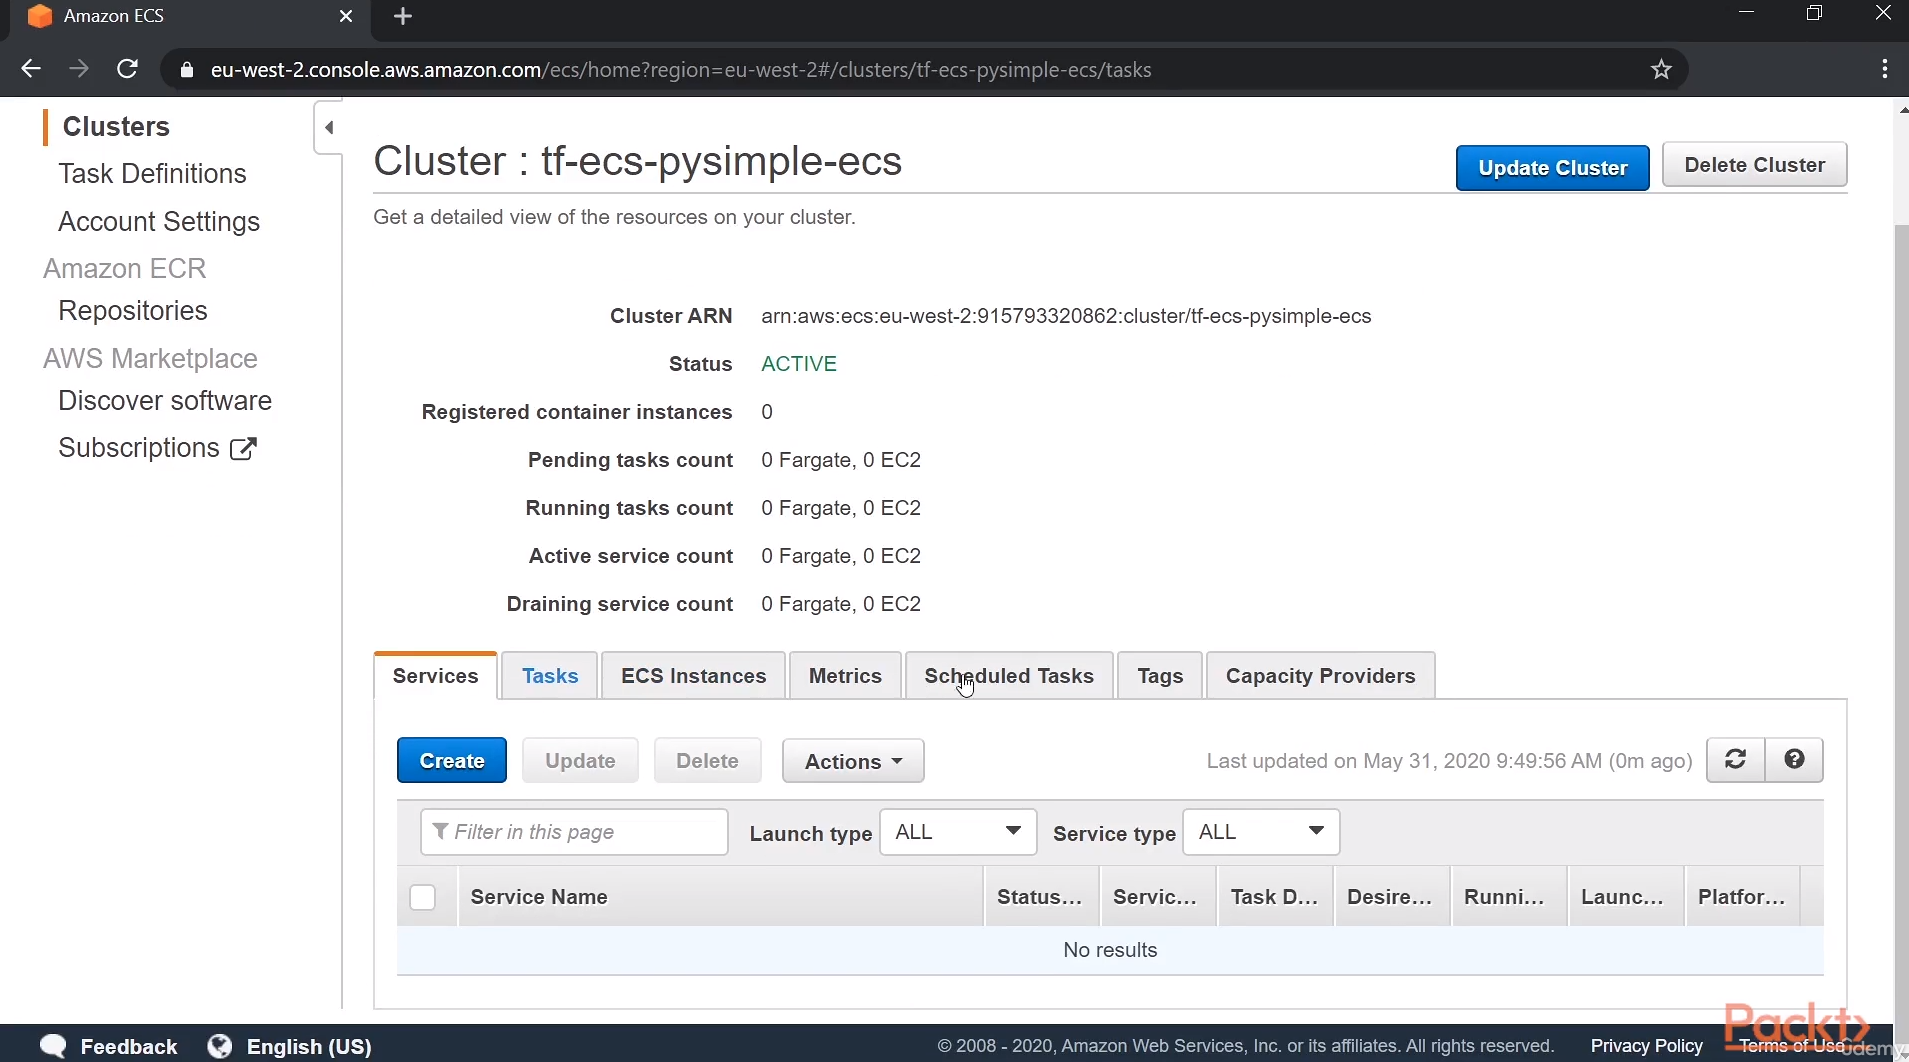 Amazon ECS
eu-west-2.console.aws.amazon.com/ecs/home?region=eu-west-2#/clusters/tf-ecs-pysimple-ecs/tasks
Clusters
Task Definitions
Account Settings
Amazon ECR
Repositories
AWS Marketplace
Discover software
Subscriptions
Cluster : tf-ecs-pysimple-ecs
Update Cluster
Delete Cluster
Get a detailed view of the resources on your cluster.
Cluster ARN arn:aws:ecs:eu-west-2:915793320862:cluster/tf-ecs-pysimple-ecs
Status ACTIVE
Registered container instances 0
Pending tasks count 0 Fargate, 0 EC2
Running tasks count 0 Fargate, 0 EC2
Active service count 0 Fargate, 0 EC2
Draining service count 0 Fargate, 0 EC2
Services Tasks ECS Instances Metrics Scheduled Tasks Tags Capacity Providers
Create Update Delete Actions Last updated on May 31, 2020 9:49:56 AM (0m ago)
Filter in this page Launch type ALL Service type ALL
Service Name Status... Servic... Task D... Desire... Runni... Launc... Platfor...
No results
Feedback English (US) © 2008 - 2020, Amazon Web Services, Inc. or its affiliates. All rights reserved. Privacy Policy Terms of Use
Packt>
udemy